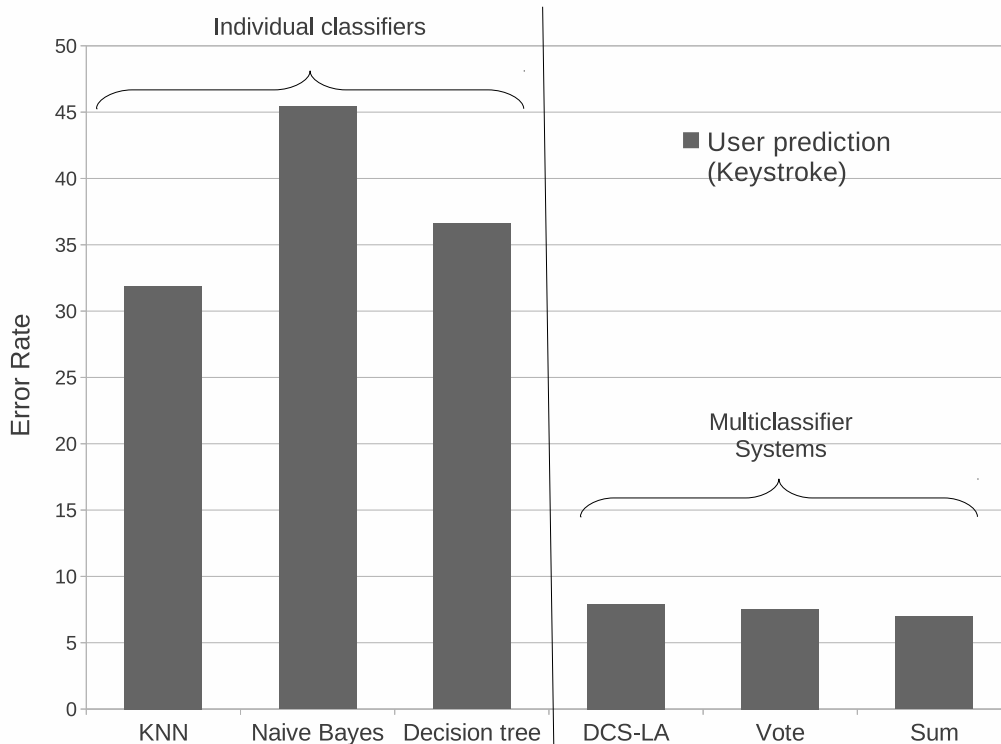 Individual classifiers
50
45
40
35
30
25
20
15
10
5
0
Error Rate
User prediction
(Keystroke)
Multiclassifier
Systems
KNN
Naive Bayes
Decision tree
DCS-LA
Vote
Sum